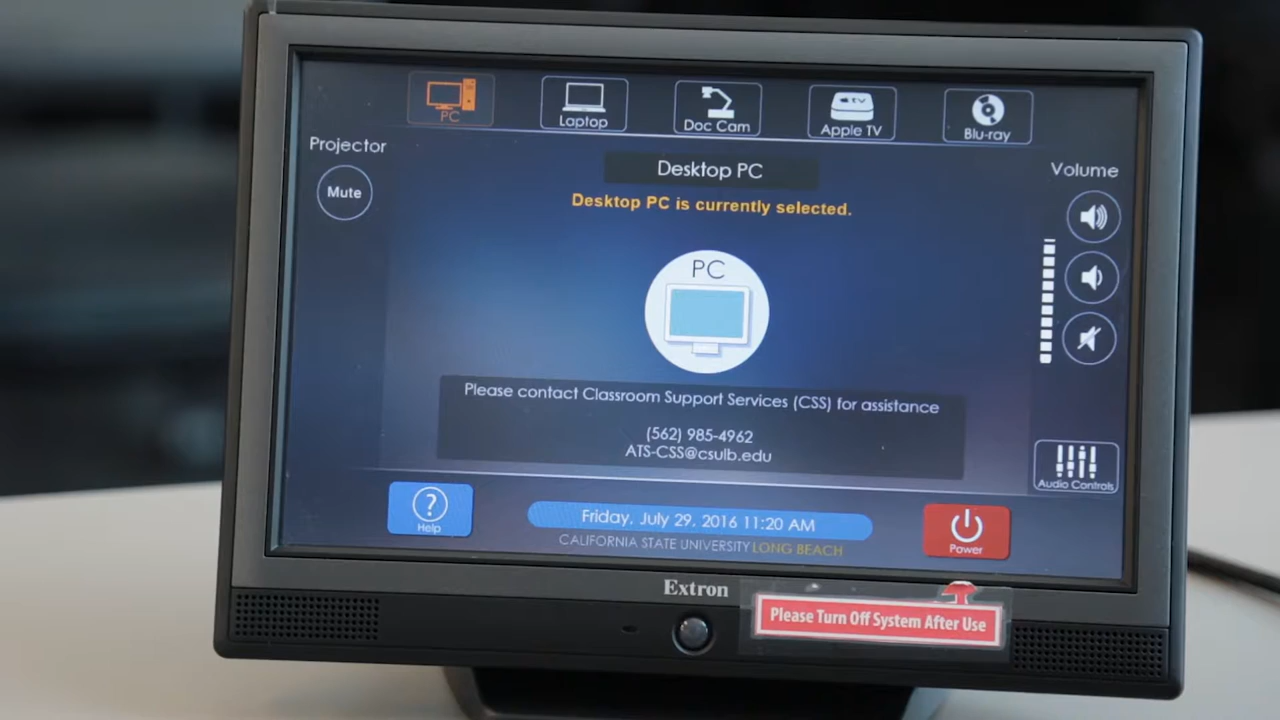 PC
Laptop
Doc Cam
tv
Apple TV
Blu-ray
Projector
Mute
Desktop PC
Desktop PC is currently selected.
Volume
PC
Please contact Classroom Support Services (CSS) for assistance
(562) 985-4962
ATS-CSS@csulb.edu
Audio Controls
?
Help
Friday, July 29, 2016 11:20 AM
CALIFORNIA STATE UNIVERSITY LONG BEACH
Power
Extron
Please Turn Off System After Use